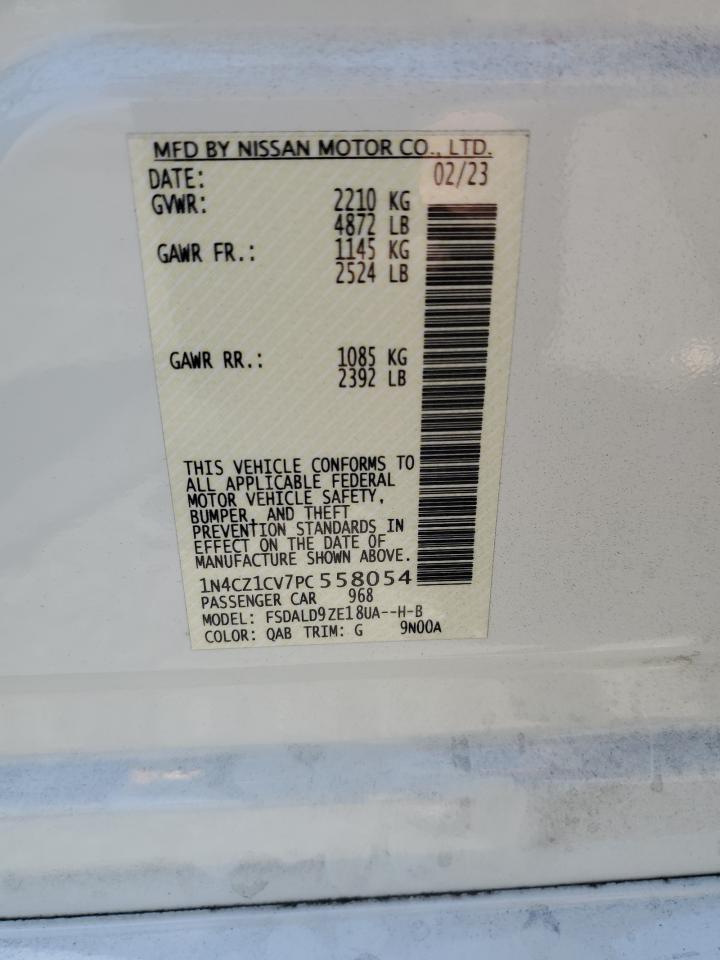 MFD BY NISSAN MOTOR CO., LTD.
DATE: 02/23
GVWR: 2210 KG
4872 LB
GAWR FR.: 1145 KG
2524 LB
GAWR RR.: 1085 KG
2392 LB
THIS VEHICLE CONFORMS TO
ALL APPLICABLE FEDERAL
MOTOR VEHICLE SAFETY,
BUMPER, AND THEFT
PREVENTION STANDARDS IN
EFFECT ON THE DATE OF
MANUFACTURE SHOWN ABOVE.
1N4CZ1CV7PC558054
PASSENGER CAR 968
MODEL: FSDALD9ZE18UA--H-B
COLOR: QAB TRIM: G 9N00A